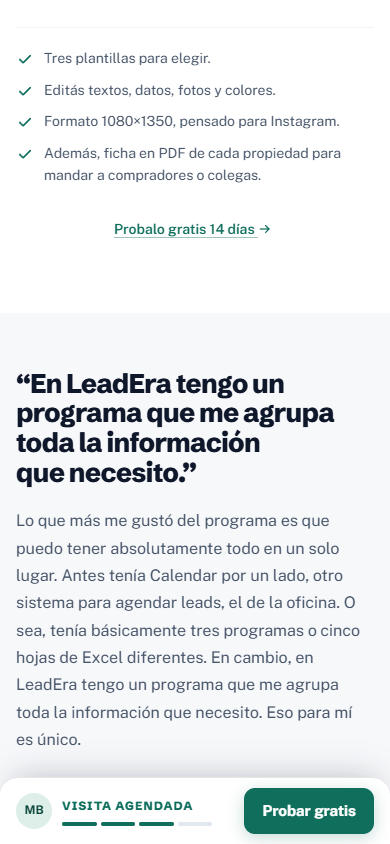 Tres plantillas para elegir.
Editás textos, datos, fotos y colores.
Formato 1080×1350, pensado para Instagram.
Además, ficha en PDF de cada propiedad para
mandar a compradores o colegas.
Probalo gratis 14 días →
“En LeadEra tengo un
programa que me agrupa
toda la información
que necesito.”
Lo que más me gustó del programa es que
puedo tener absolutamente todo en un solo
lugar. Antes tenía Calendar por un lado, otro
sistema para agendar leads, el de la oficina. O
sea, tenía básicamente tres programas o cinco
hojas de Excel diferentes. En cambio, en
LeadEra tengo un programa que me agrupa
toda la información que necesito. Eso para mí
es único.
MB
VISITA AGENDADA
Probar gratis